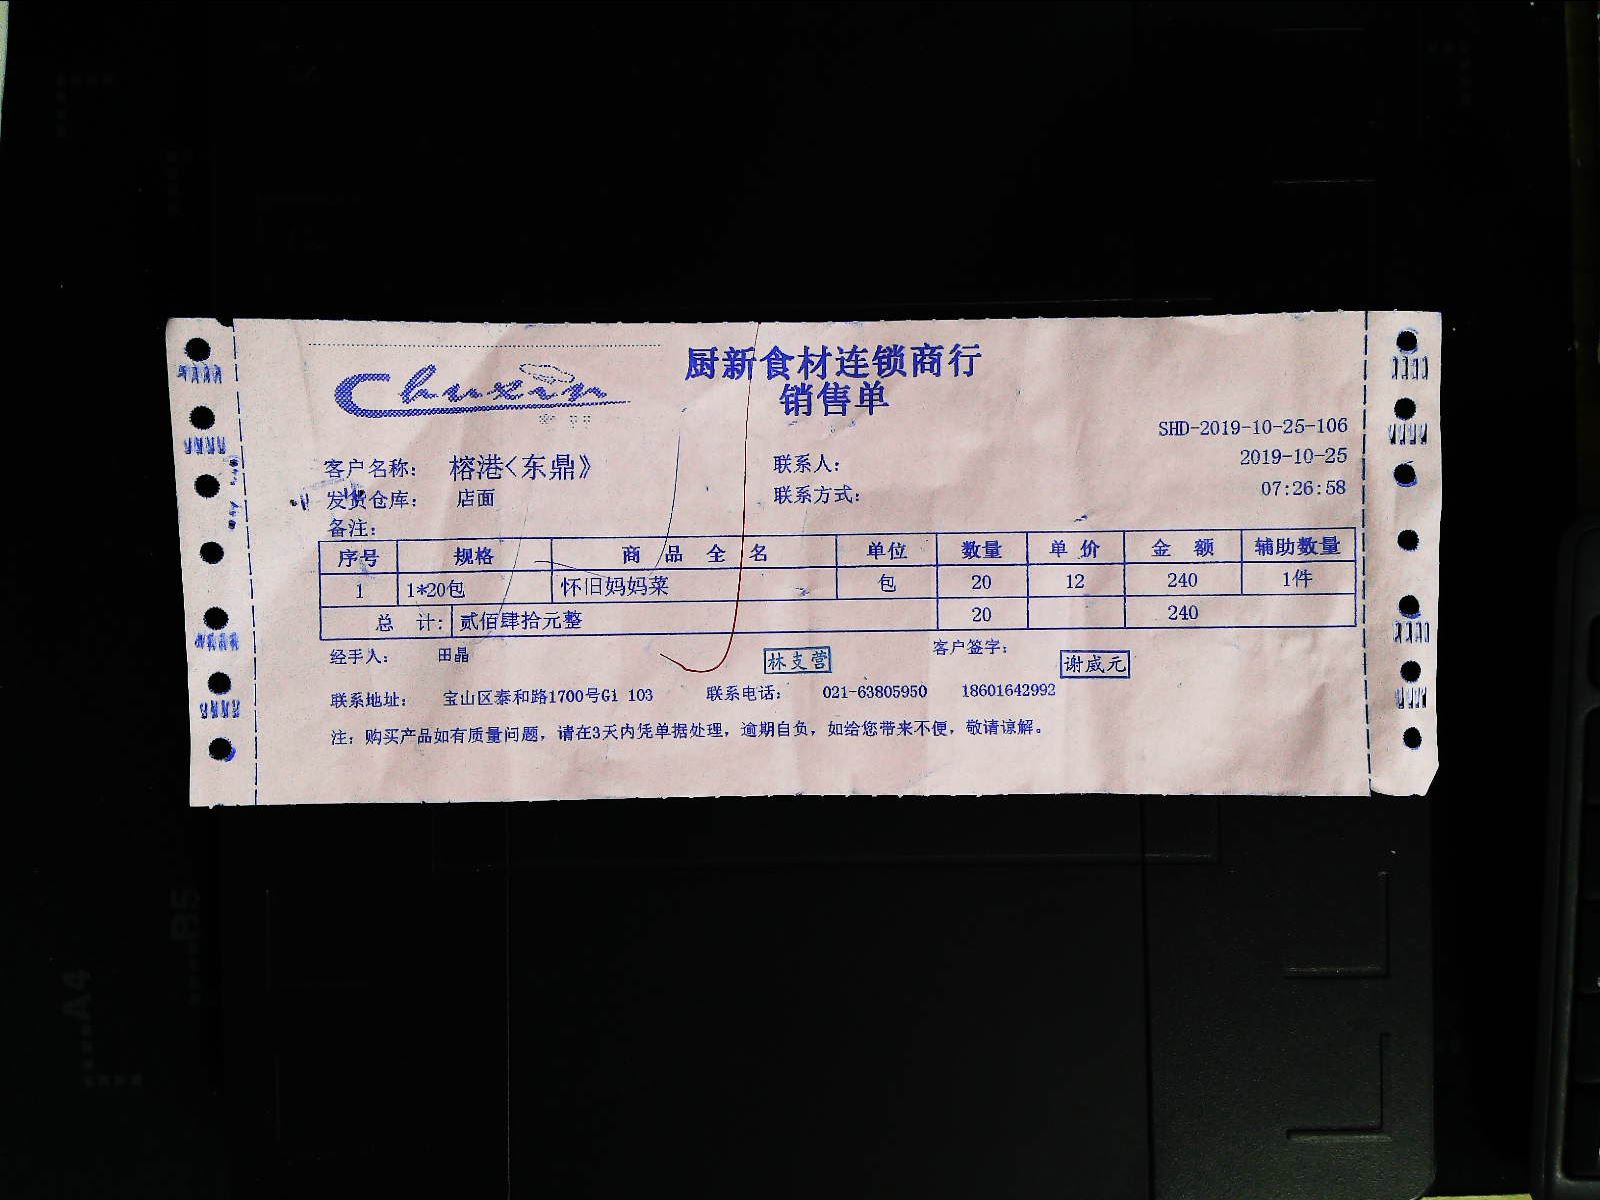 厨新食材连锁商行
Chuxin
销售单
SHD-2019-10-25-106
客户名称： 榕港<东鼎》 联系人： 2019-10-25
发货仓库： 店面 联系方式： 07:26:58
备注：
序号 规格 商品全名 单位 数量 单价 金额 辅助数量
1 1*20包 怀旧妈妈菜 包 20 12 240 1件
总计: 贰佰肆拾元整 20 240
经手人： 田晶 林支营 客户签字： 谢威元
联系地址： 宝山区泰和路1700号G1 103 联系电话： 021-63805950 18601642992
注：购买产品如有质量问题，请在3天内凭单据处理，逾期自负，如给您带来不便，敬请谅解。
B5
A4